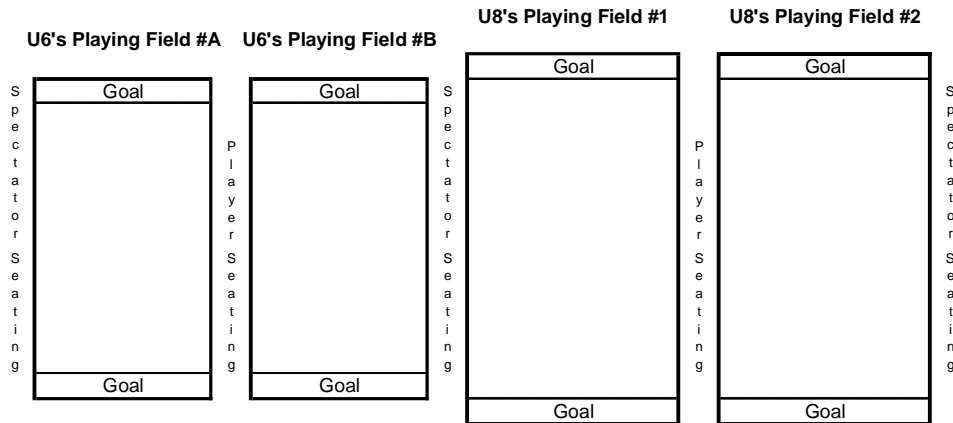 U6's Playing Field #A
U6's Playing Field #B
U8's Playing Field #1
U8's Playing Field #2
Spectator Seating
Goal
Goal
Player Seating
Goal
Goal
Spectator Seating
Goal
Goal
Player Seating
Goal
Goal
Spectator Seating